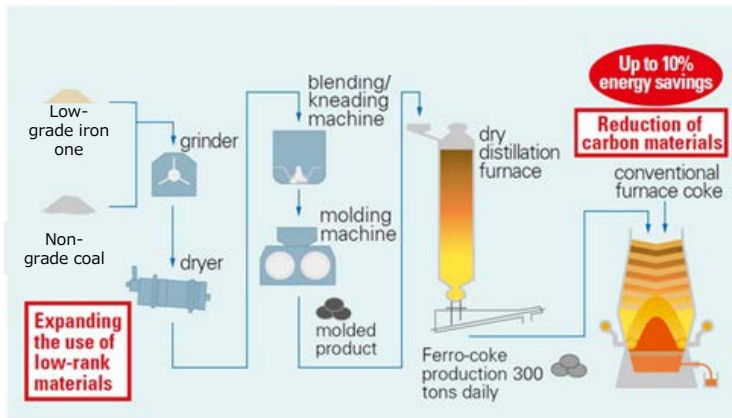 Low-
grade iron
one
Non-
grade coal
grinder
dryer
Expanding
the use of
low-rank
materials
blending/
kneading
machine
molding
machine
molded
product
dry
distillation
furnace
Ferro-coke
production 300
tons daily
Up to 10%
energy savings
Reduction of
carbon materials
conventional
furnace coke